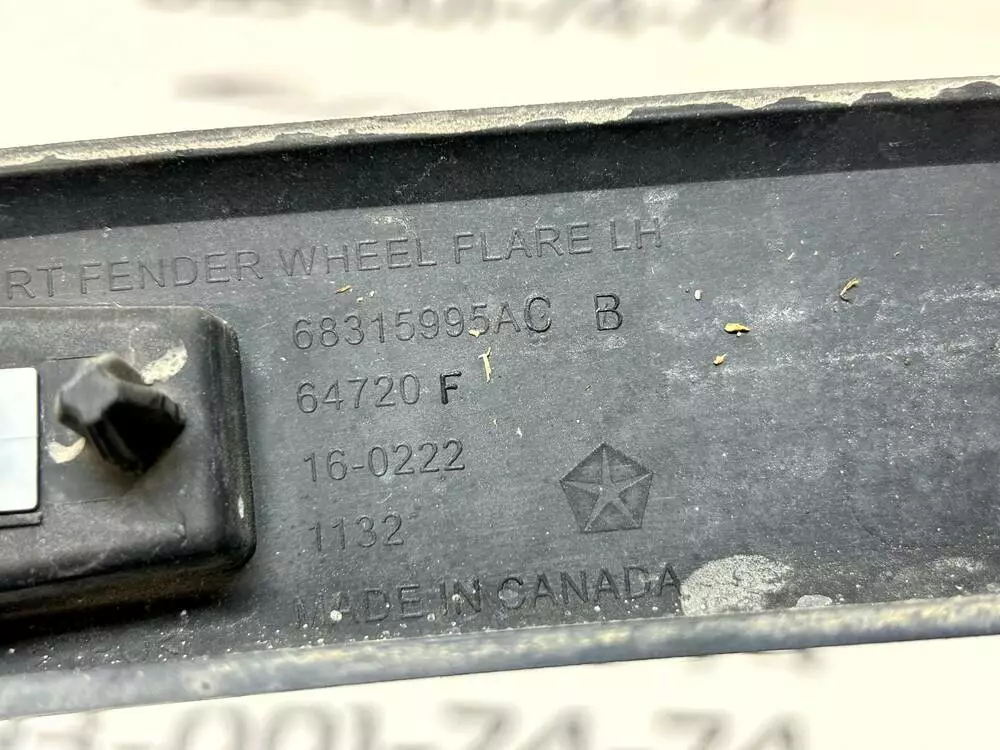 RT FENDER WHEEL FLARE LH
68315995AC B
64720 F
16-0222
1132
MADE IN CANADA